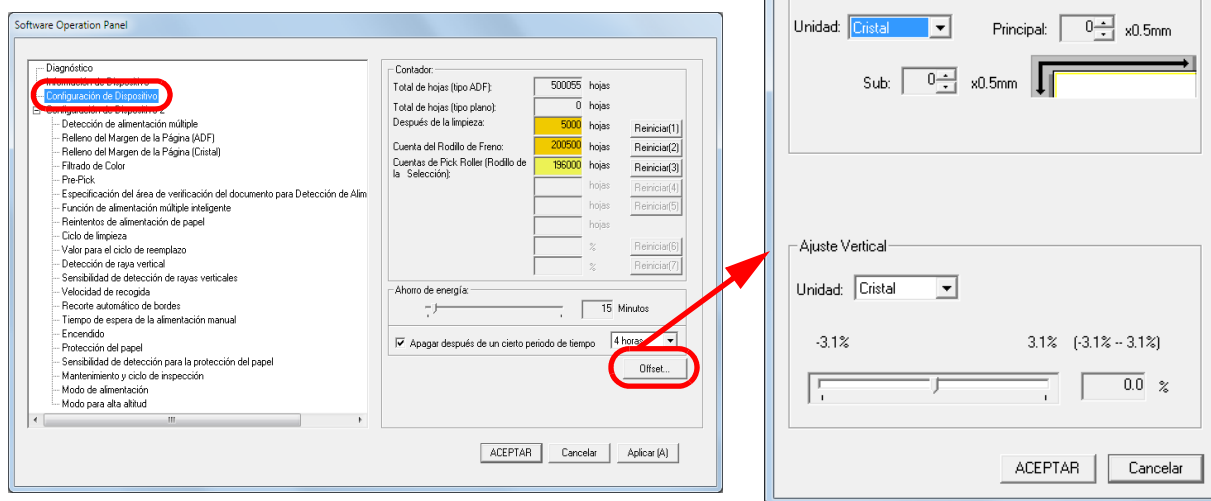 Software Operation Panel
Diagnóstico
Información de Dispositivo
Configuración de Dispositivo
Configuración de Dispositivo 2
Detección de alimentación múltiple
Relleno del Margen de la Página (ADF)
Relleno del Margen de la Página (Cristal)
Filtrado de Color
Pre-Pick
Especificación del área de verificación del documento para Detección de Alim
Función de alimentación múltiple inteligente
Reintentos de alimentación de papel
Ciclo de limpieza
Valor para el ciclo de reemplazo
Detección de raya vertical
Sensibilidad de detección de rayas verticales
Velocidad de recogida
Recorte automático de bordes
Tiempo de espera de la alimentación manual
Encendido
Protección del papel
Sensibilidad de detección para la protección del papel
Mantenimiento y ciclo de inspección
Modo de alimentación
Modo para alta altitud
Contador:
Total de hojas (tipo ADF): 500055 hojas
Total de hojas (tipo plano): 0 hojas
Después de la limpieza: 5000 hojas Reiniciar(1)
Cuenta del Rodillo de Freno: 200500 hojas Reiniciar(2)
Cuentas de Pick Roller (Rodillo de 196000 hojas Reiniciar(3)
la Selección):
hojas Reiniciar(4)
hojas Reiniciar(5)
hojas
% Reiniciar(6)
% Reiniciar(7)
Ahorro de energía:
15 Minutos
Apagar después de un cierto periodo de tiempo 4 horas
Offset...
ACEPTAR Cancelar Aplicar (A)
Unidad: Cristal Principal: 0 x0.5mm
Sub: 0 x0.5mm
Ajuste Vertical
Unidad: Cristal
-3.1% 3.1% (-3.1% -- 3.1%)
0.0 %
ACEPTAR Cancelar